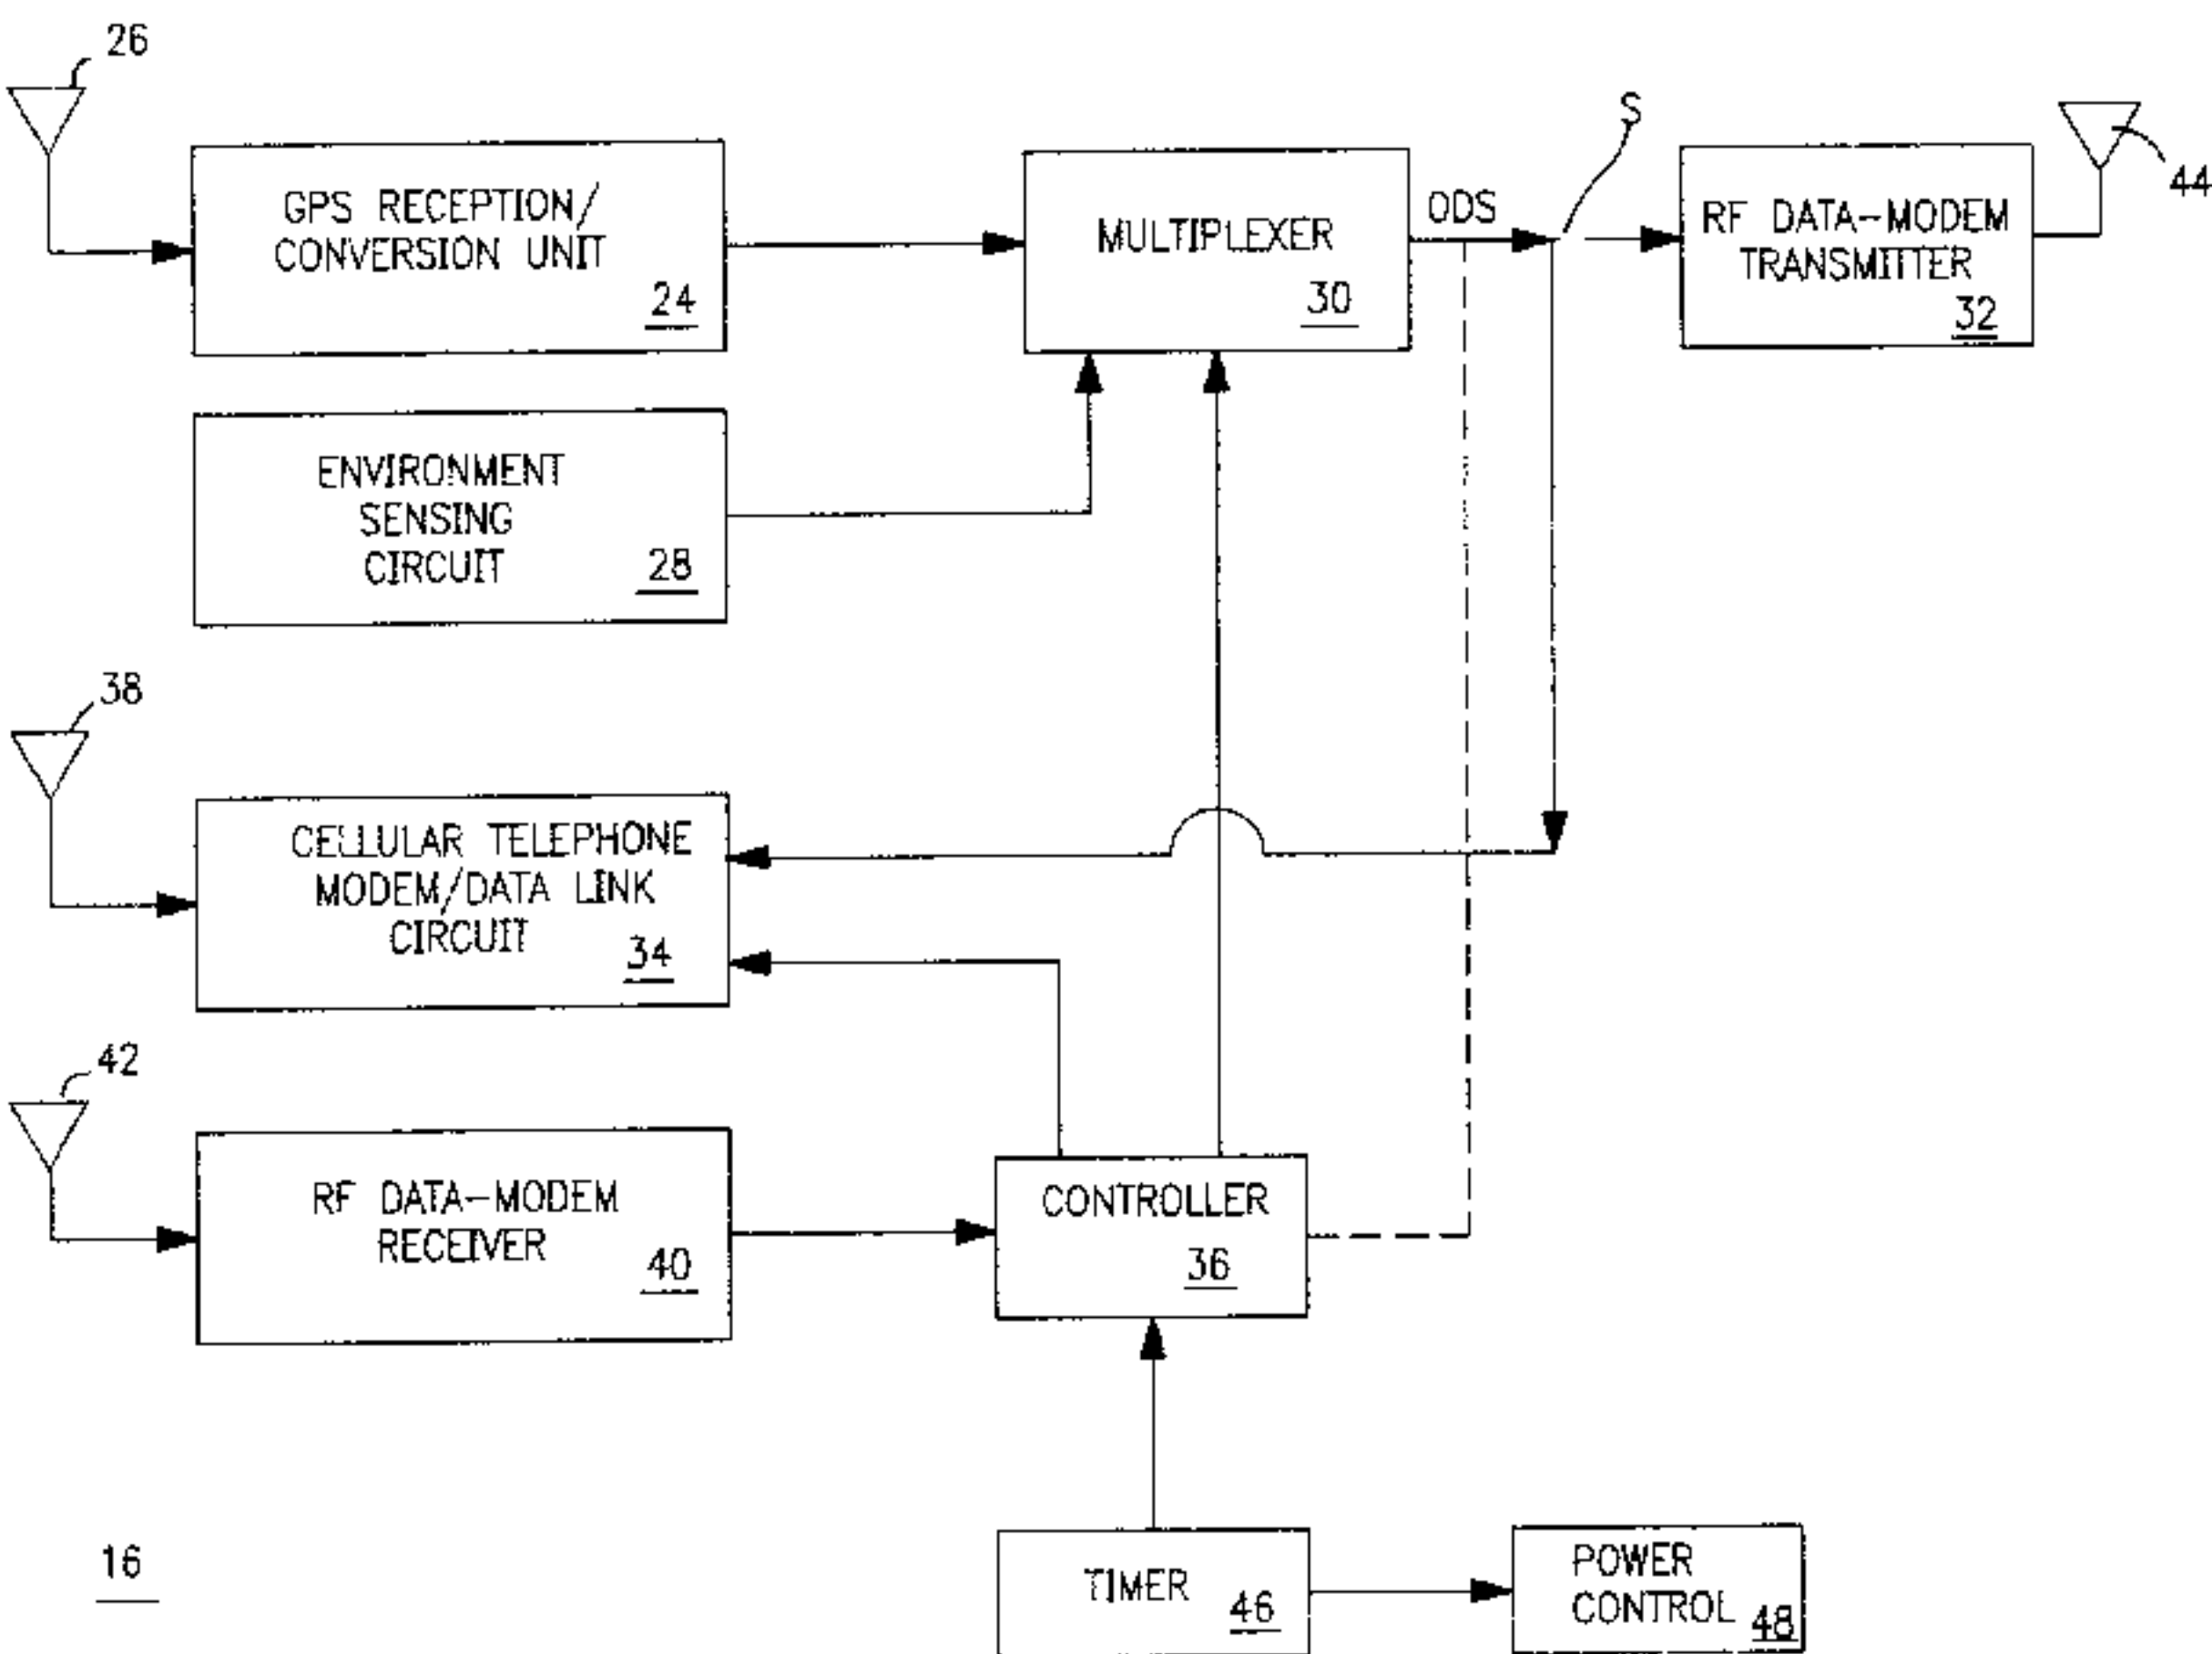 26
S
44
GPS RECEPTION/
CONVERSION UNIT
24
MULTIPLEXER
30
ODS
RF DATA-MODEM
TRANSMITTER
32
ENVIRONMENT
SENSING
CIRCUIT
28
38
CELLULAR TELEPHONE
MODEM/DATA LINK
CIRCUIT
34
42
RF DATA-MODEM
RECEIVER
40
CONTROLLER
36
16
TIMER
46
POWER
CONTROL
48